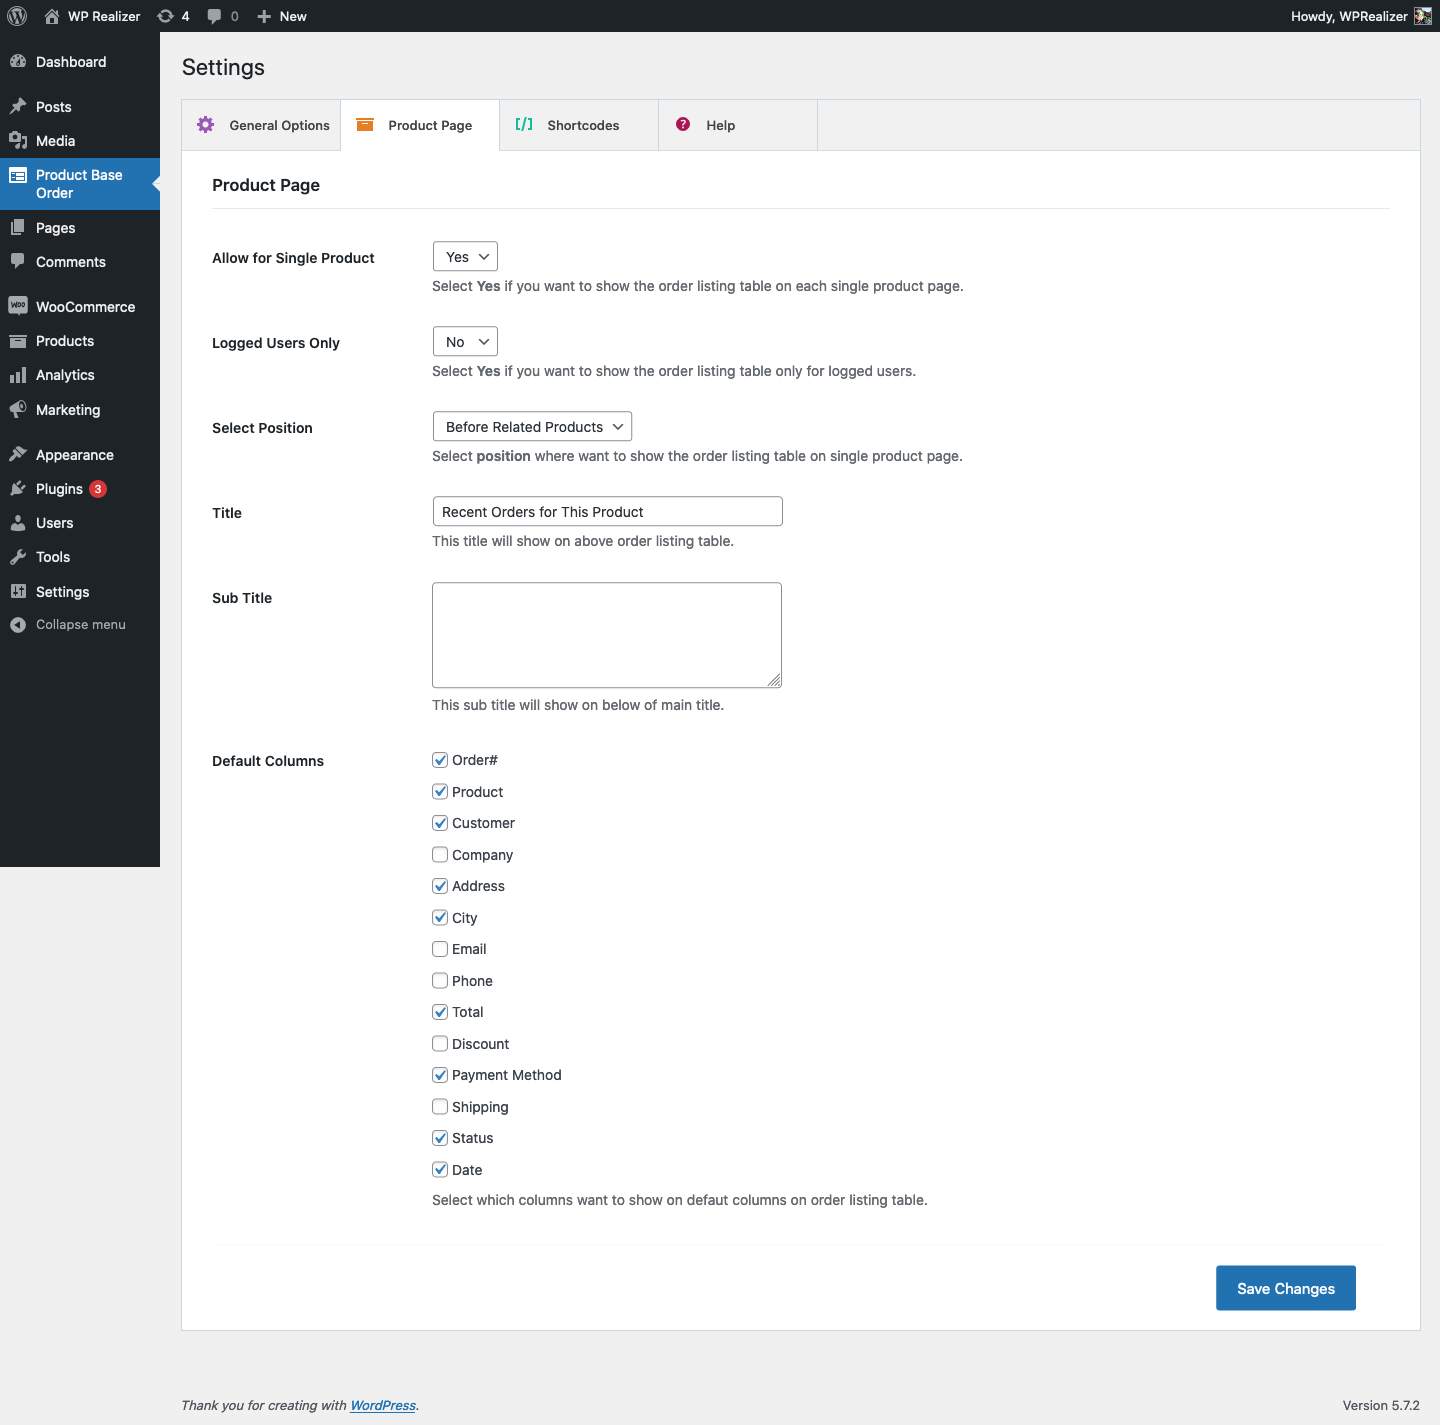 WP Realizer 4 0 New
Howdy, WPRealizer
Dashboard
Posts
Media
Product Base
Order
Pages
Comments
WOO WooCommerce
Products
Analytics
Marketing
Appearance
Plugins 3
Users
Tools
Settings
Collapse menu
Settings
General Options
Product Page
[/] Shortcodes
? Help
Product Page
Allow for Single Product
Yes
Select Yes if you want to show the order listing table on each single product page.
Logged Users Only
No
Select Yes if you want to show the order listing table only for logged users.
Select Position
Before Related Products
Select position where want to show the order listing table on single product page.
Title
Recent Orders for This Product
This title will show on above order listing table.
Sub Title
This sub title will show on below of main title.
Default Columns
Order#
Product
Customer
Company
Address
City
Email
Phone
Total
Discount
Payment Method
Shipping
Status
Date
Select which columns want to show on defaut columns on order listing table.
Save Changes
Thank you for creating with WordPress.
Version 5.7.2